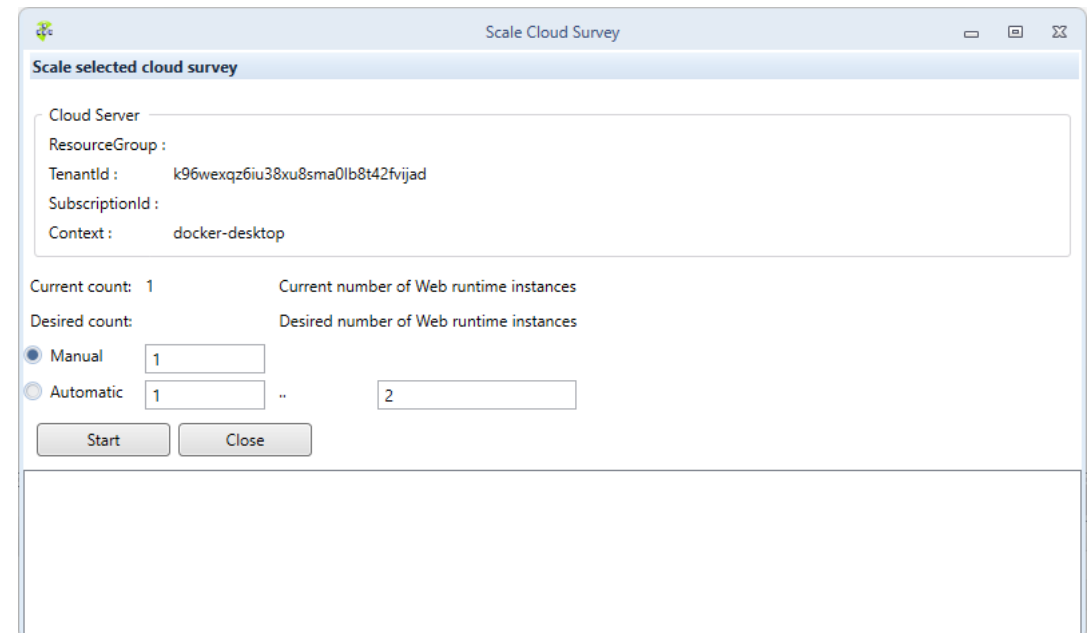 Scale Cloud Survey
Scale selected cloud survey
Cloud Server
ResourceGroup :
TenantId : k96wexqz6iu38xu8sma0lb8t42fvijad
SubscriptionId :
Context : docker-desktop
Current count: 1 Current number of Web runtime instances
Desired count: Desired number of Web runtime instances
Manual 1
Automatic 1 .. 2
Start Close